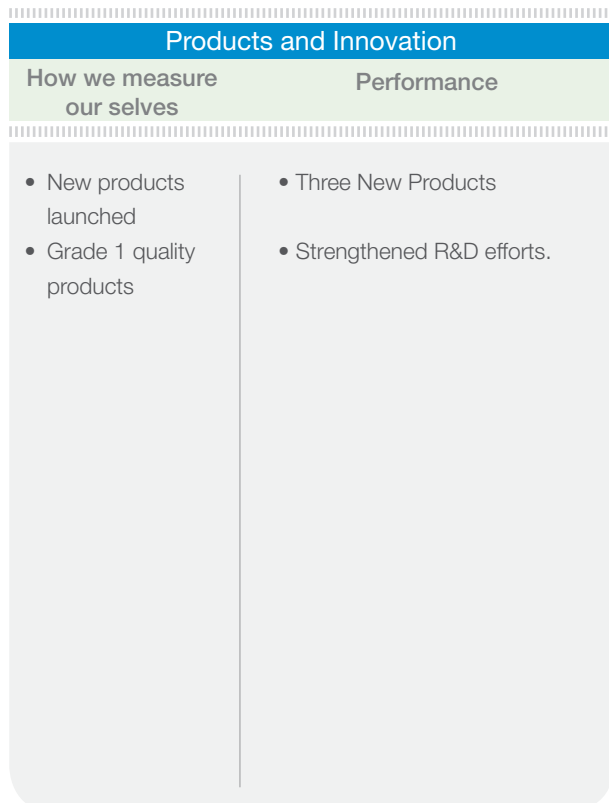 Products and Innovation
How we measure
our selves
Performance
• New products
launched
• Grade 1 quality
products
• Three New Products
• Strengthened R&D efforts.